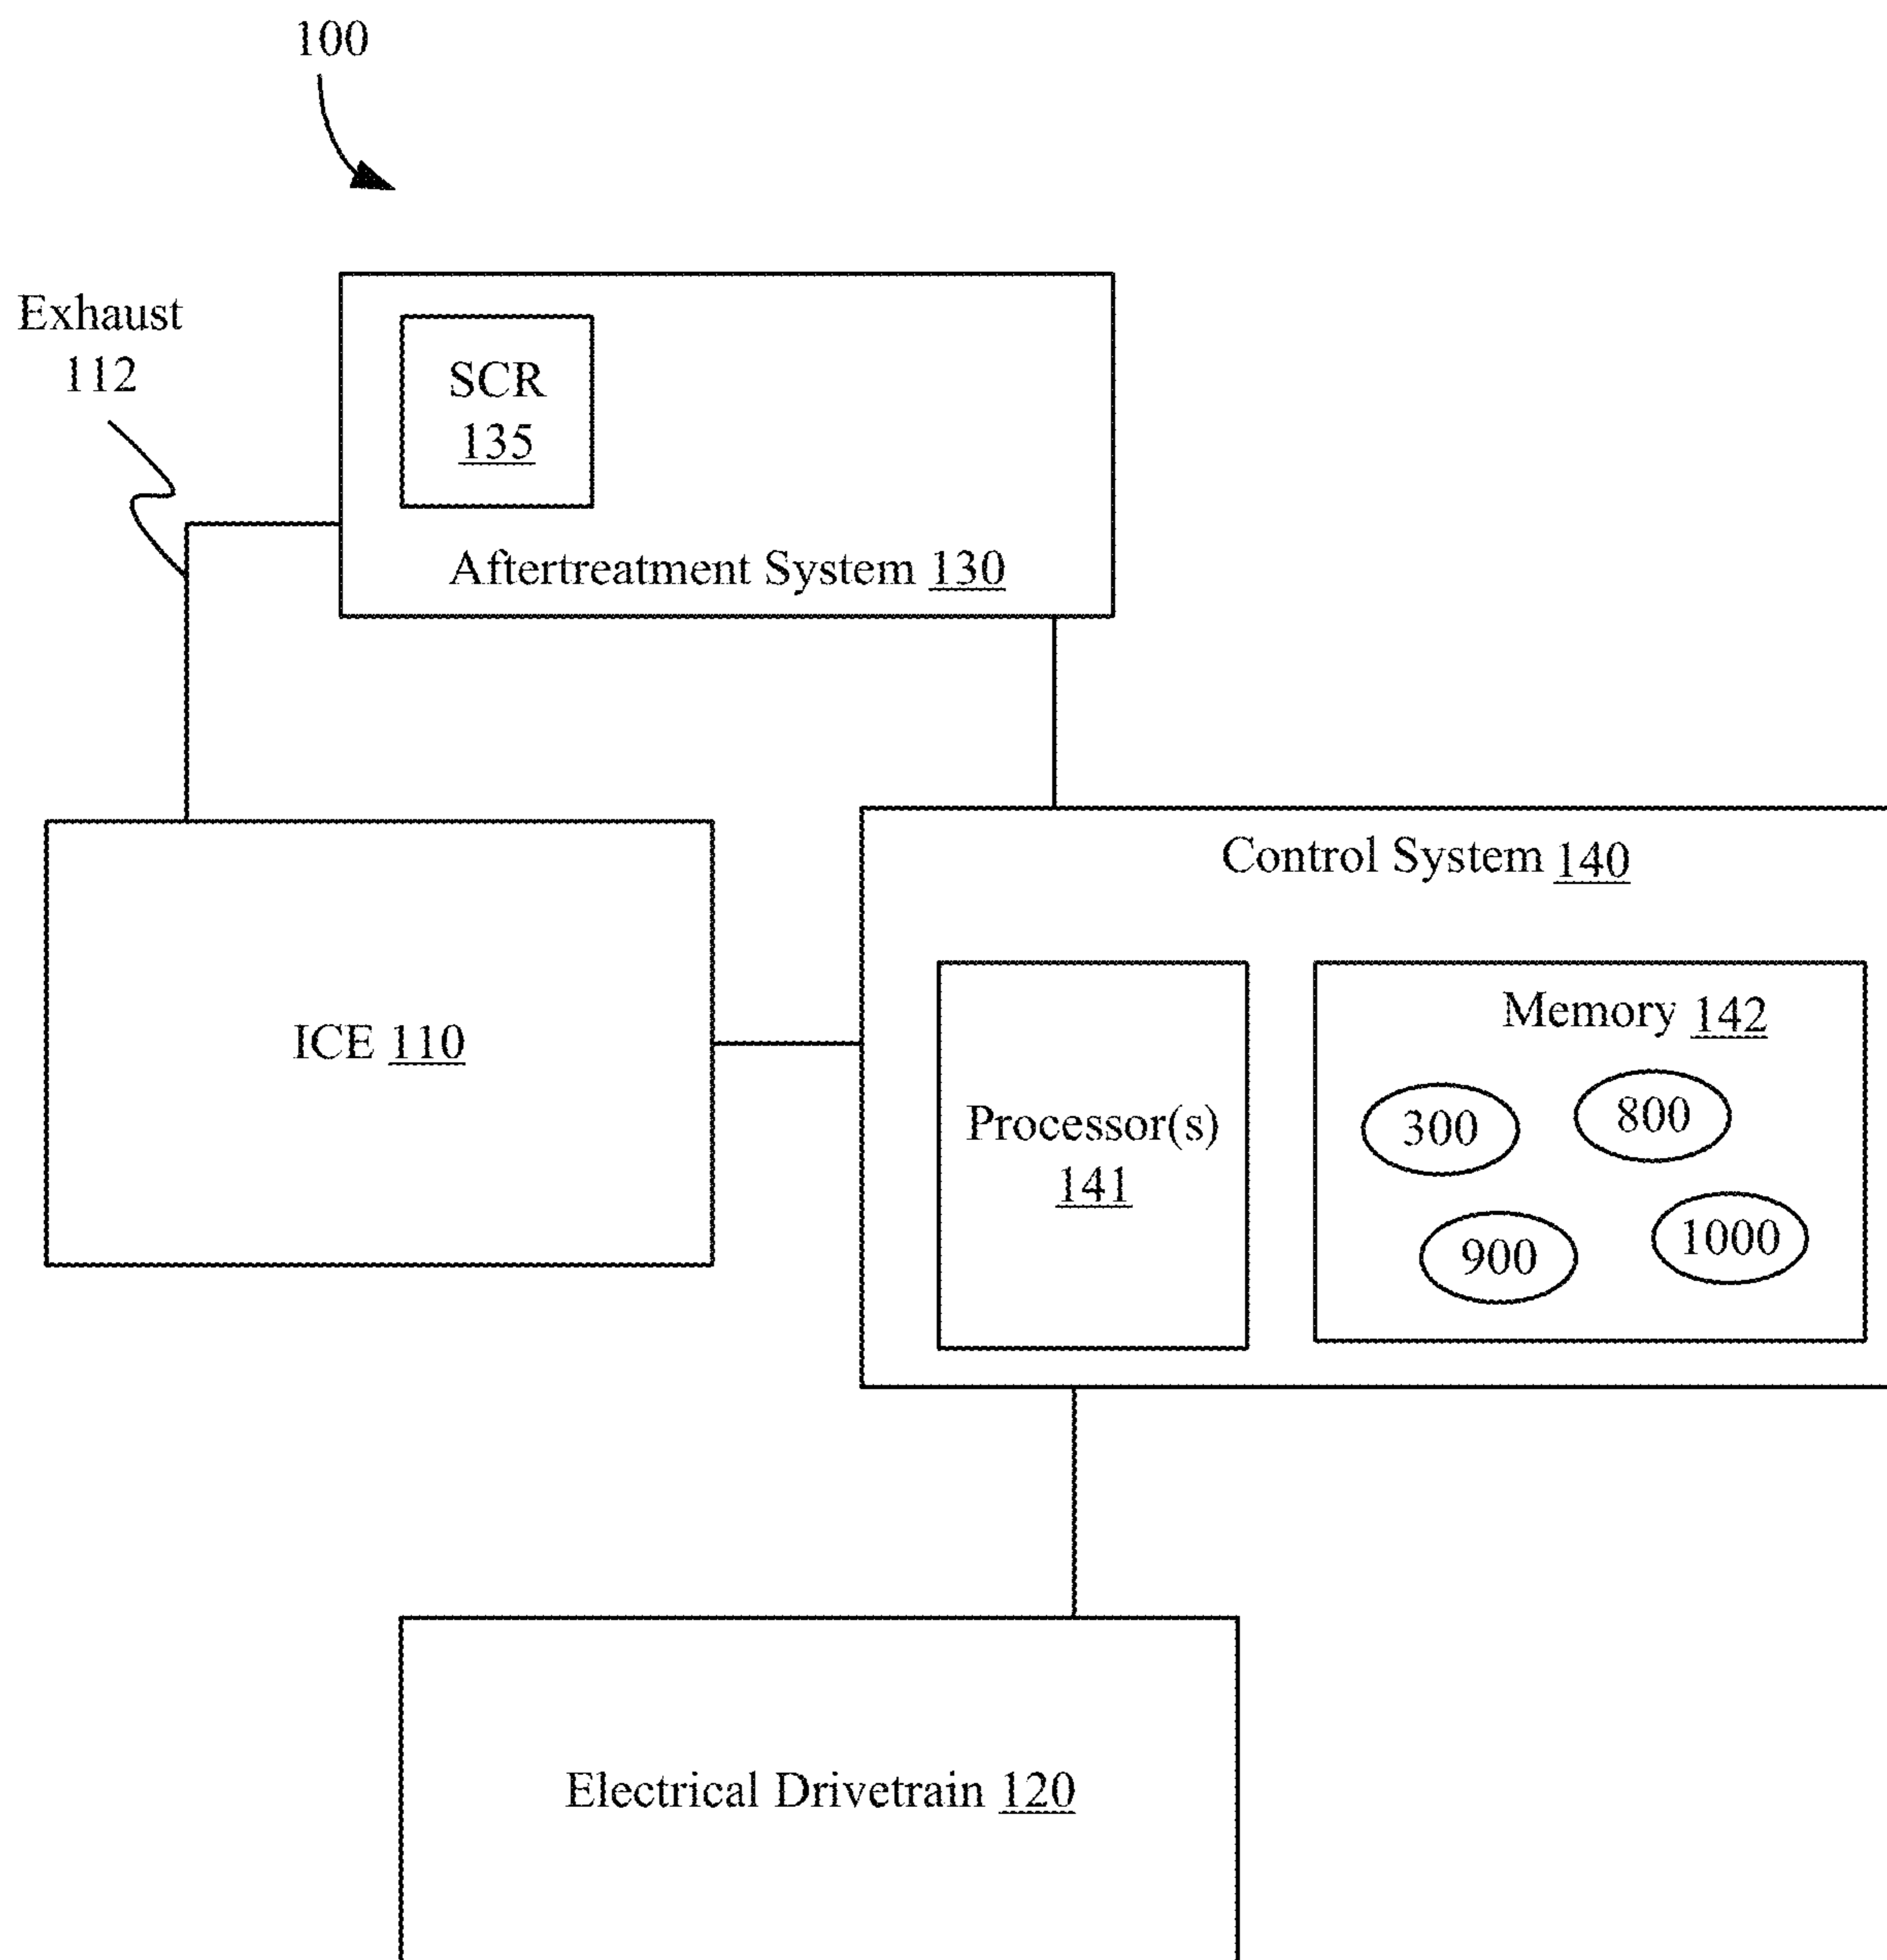 100
Exhaust
112
SCR
135
Aftertreatment System 130
Control System 140
ICE 110
Processor(s)
141
Memory 142
300
800
900
1000
Electrical Drivetrain 120